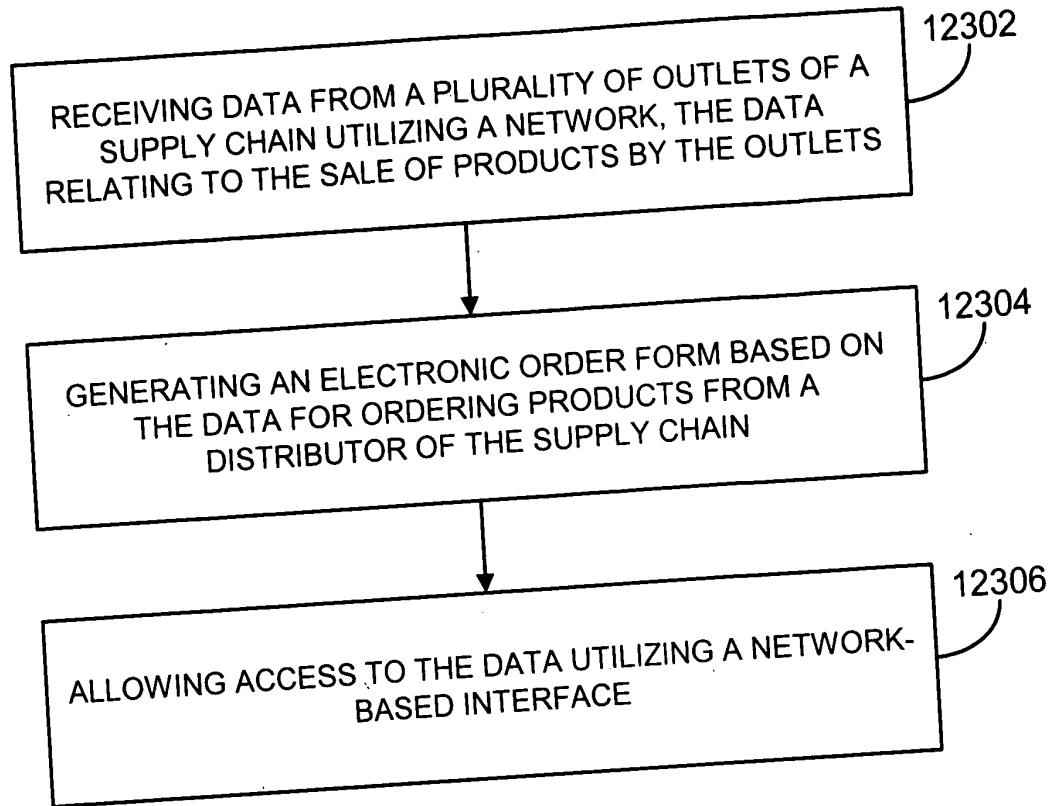 12302
RECEIVING DATA FROM A PLURALITY OF OUTLETS OF A
SUPPLY CHAIN UTILIZING A NETWORK, THE DATA
RELATING TO THE SALE OF PRODUCTS BY THE OUTLETS
12304
GENERATING AN ELECTRONIC ORDER FORM BASED ON
THE DATA FOR ORDERING PRODUCTS FROM A
DISTRIBUTOR OF THE SUPPLY CHAIN
12306
ALLOWING ACCESS TO THE DATA UTILIZING A NETWORK-
BASED INTERFACE